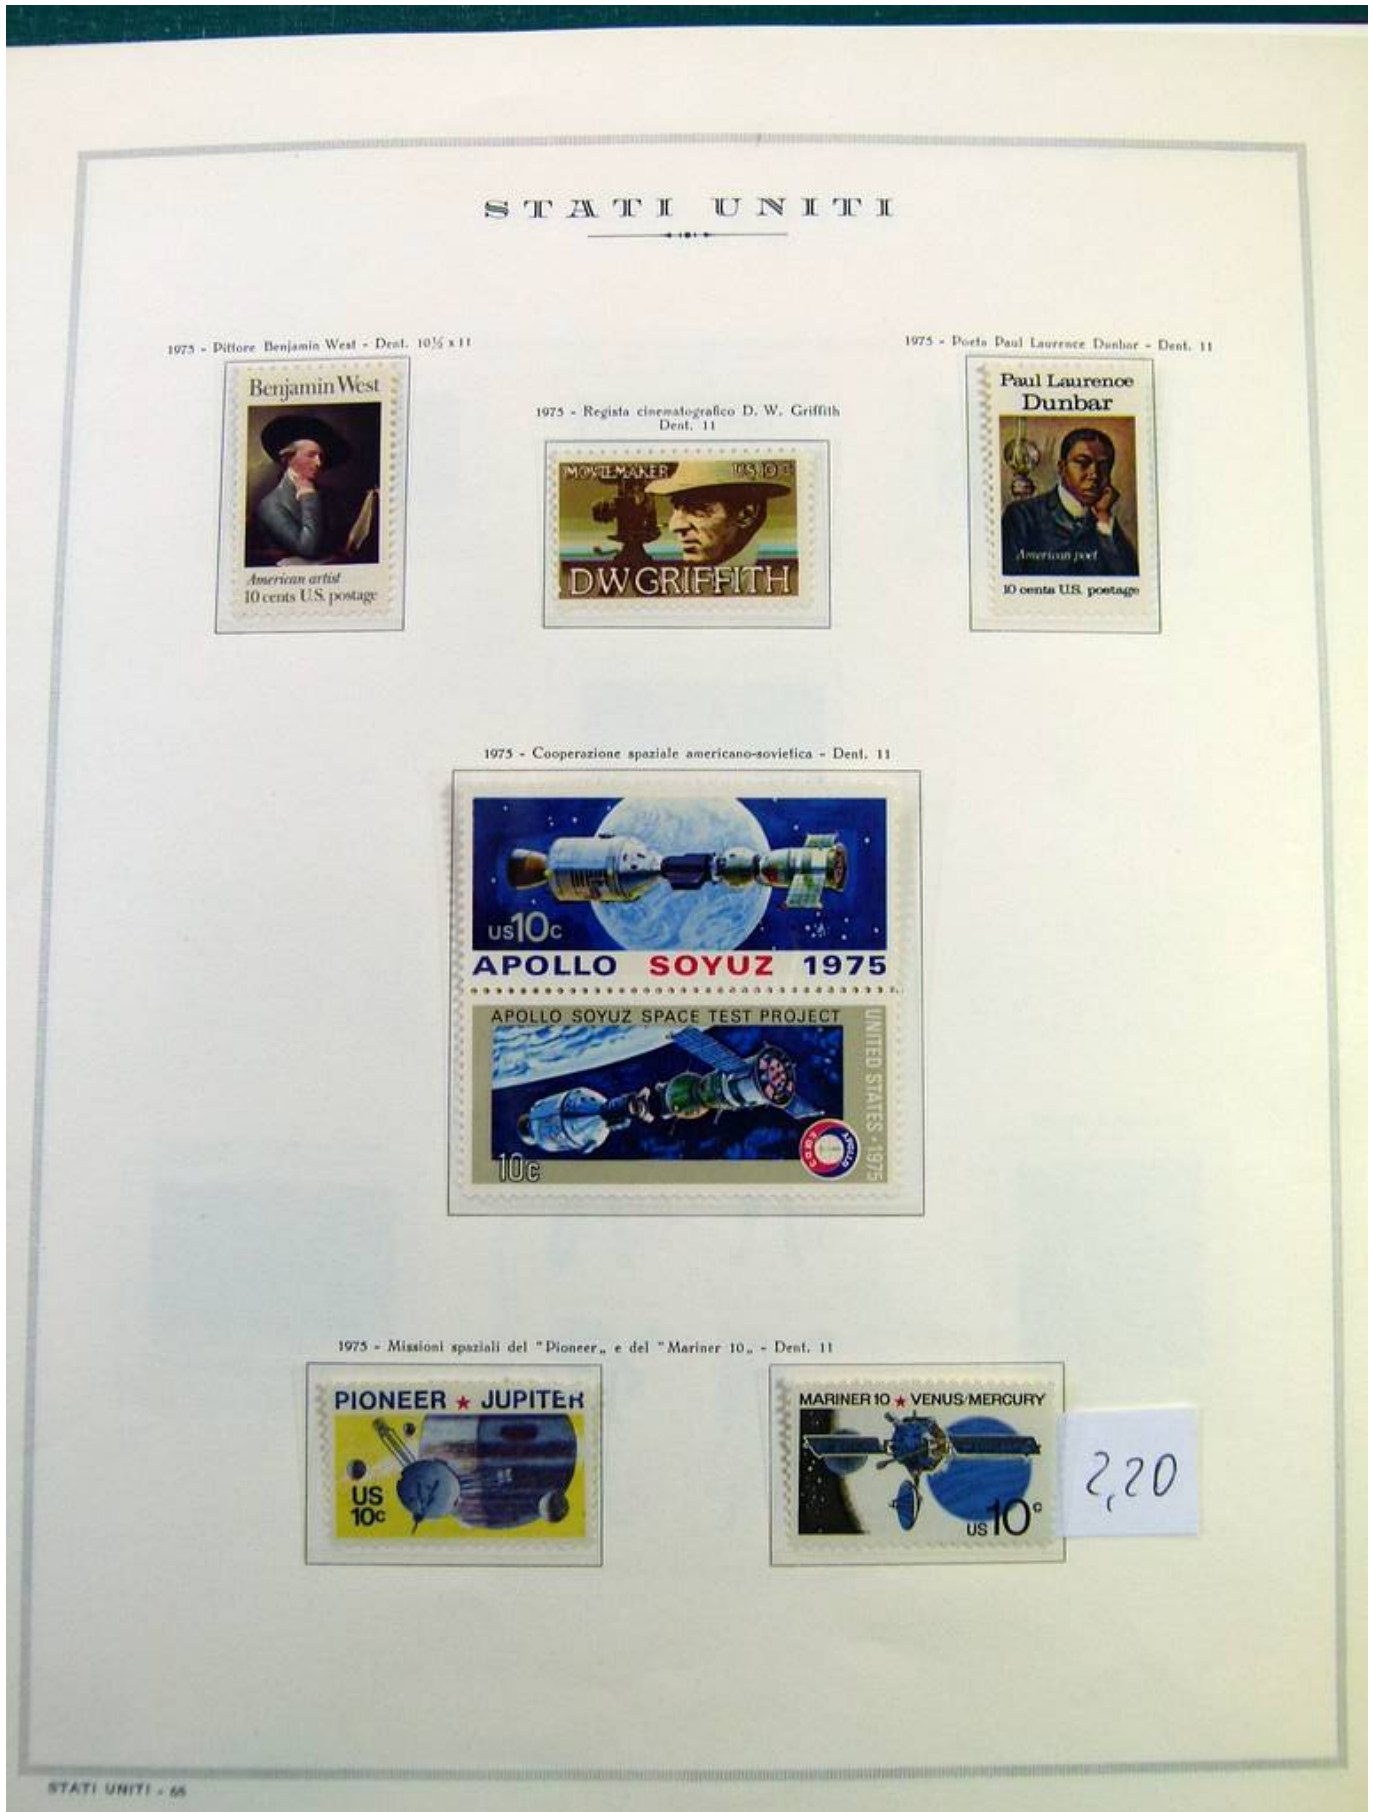 STATI UNITI
1975 - Pittore Benjamin West - Dent. 10½ x 11
Benjamin West
American artist
10 cents U.S. postage
1975 - Regista cinematografico D. W. Griffith
Dent. 11
MOVIEMAKER US 10c
DW GRIFFITH
1975 - Poeta Paul Laurence Dunbar - Dent. 11
Paul Laurence
Dunbar
American poet
10 cents U.S. postage
1975 - Cooperazione spaziale americano-sovietica - Dent. 11
US 10c
APOLLO SOYUZ 1975
APOLLO SOYUZ SPACE TEST PROJECT
UNITED STATES · 1975
APOLLO
СОЮЗ
10c
1975 - Missioni spaziali del "Pioneer„ e del "Mariner 10„ - Dent. 11
PIONEER ★ JUPITER
US
10c
MARINER 10 ★ VENUS/MERCURY
US 10c
2,20
STATI UNITI - 66